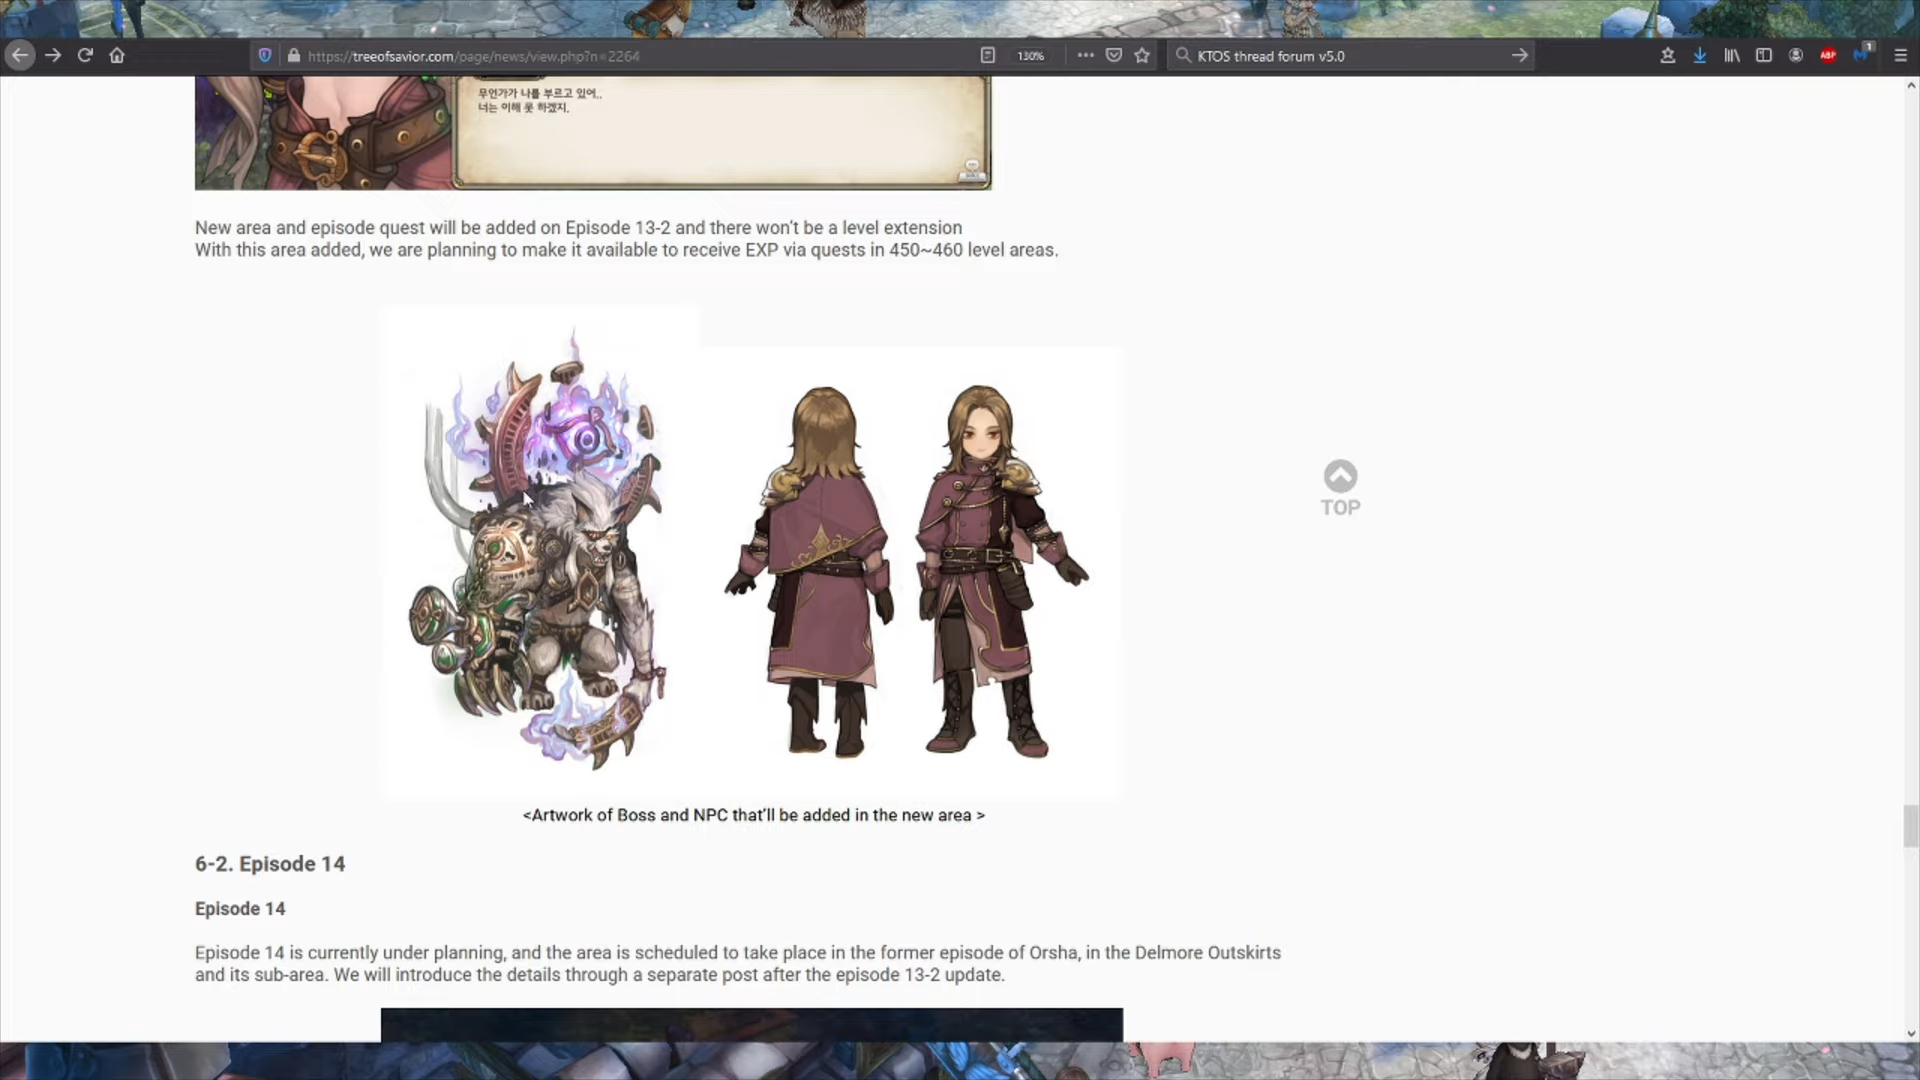 https://treeofsavior.com/page/news/view.php?n=2264
130%
KTOS thread forum v5.0
ABP
1
무언가가 나를 부르고 있어..
너는 이해 못 하겠지.
New area and episode quest will be added on Episode 13-2 and there won't be a level extension
With this area added, we are planning to make it available to receive EXP via quests in 450~460 level areas.
TOP
<Artwork of Boss and NPC that'll be added in the new area >
6-2. Episode 14
Episode 14
Episode 14 is currently under planning, and the area is scheduled to take place in the former episode of Orsha, in the Delmore Outskirts
and its sub-area. We will introduce the details through a separate post after the episode 13-2 update.